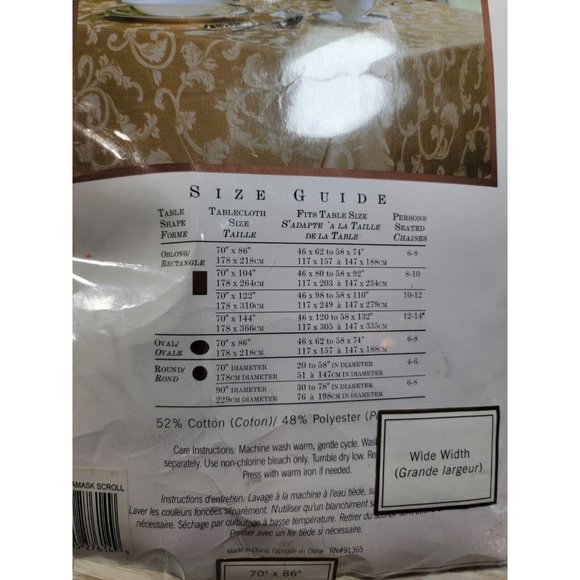 SIZE GUIDE
TABLE SHAPE FORME TABLECLOTH SIZE TAILLE FITS TABLE SIZE S'ADAPTE `A LA TAILLE DE LA TABLE PERSONS SEATED CHAISES
OBLONG/ 70" x 86" 46 x 62 to 58 x 74" 6-8
RECTANGLE 178 x 218CM 117 x 157 à 147 x 188CM
70" x 104" 46 x 80 to 58 x 92" 8-10
178 x 264CM 117 x 203 à 147 x 234CM
70" x 122" 46 x 98 to 58 x 110" 10-12
178 x 310CM 117 x 249 à 147 x 279CM
70" x 144" 46 x 120 to 58 x 132" 12-14
178 x 366CM 117 x 305 à 147 x 335CM
OVAL/ 70" x 86" 46 x 62 to 58 x 74" 6-8
OVALE 178 x 218CM 117 x 157 à 147 x 188CM
ROUND/ 70" DIAMETER 20 to 58" IN DIAMETER 4-6
ROND 178CM DIAMETER 51 à 147CM IN DIAMETER
90" DIAMETER 30 to 78" IN DIAMETER 6-8
229CM DIAMETER 76 à 198CM IN DIAMETER
52% Cotton (Coton)/ 48% Polyester
Care Instructions: Machine wash warm, gentle cycle.
separately. Use non-chlorine bleach only. Tumble dry low.
Press with warm iron if needed.
Wide Width
(Grande largeur)
AMASK SCROLL
Instructions d'entretien: Lavage à la machine à l'eau tiède,
Laver les couleurs foncées séparément. N'utiliser qu'un blanchiment
nécessaire. Séchage par culbutage à basse température. Retirer du
Presser avec un fer tiède si nécessaire.
Made in China/ Fabriqué en Chine RN#91365
70" x 86"